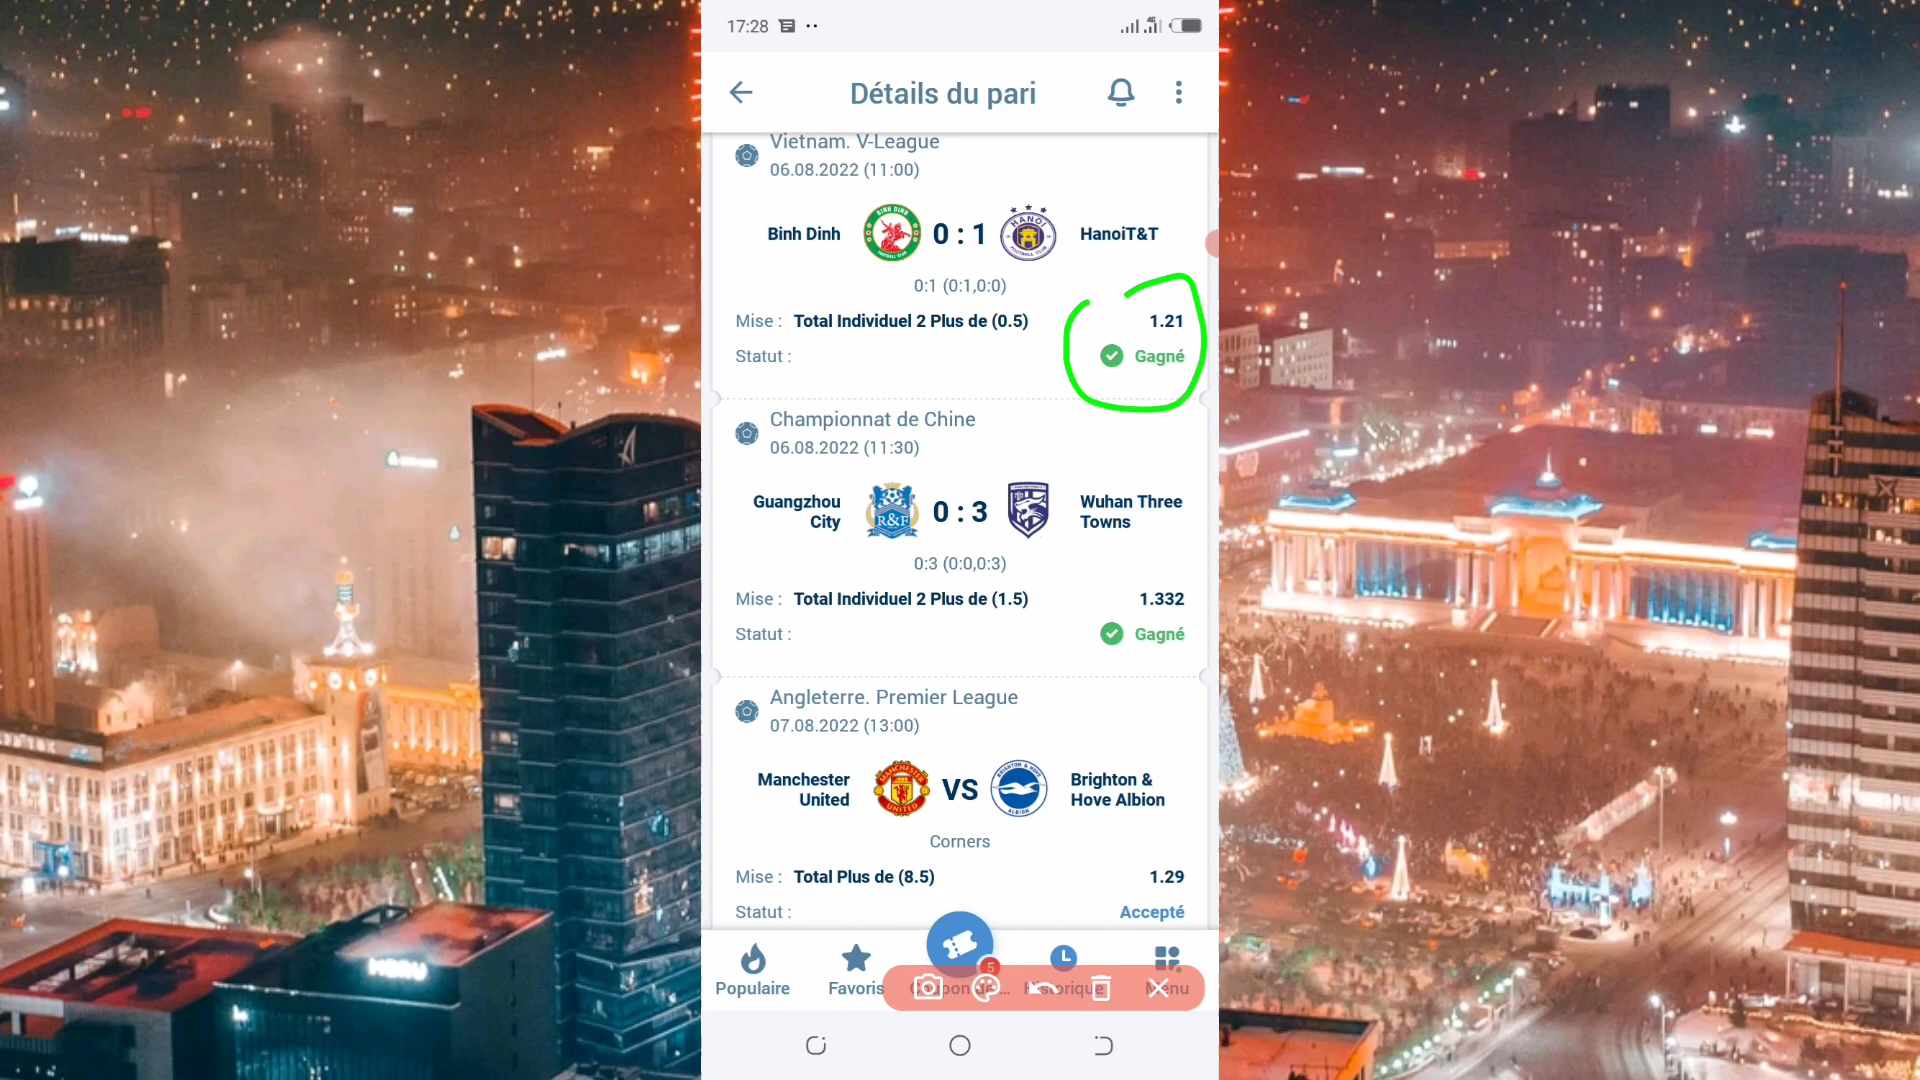 17:28
Détails du pari
Vietnam. V-League
06.08.2022 (11:00)
Binh Dinh
0 : 1
HanoiT&T
0:1 (0:1,0:0)
Mise : Total Individuel 2 Plus de (0.5) 1.21
Statut : Gagné
Championnat de Chine
06.08.2022 (11:30)
Guangzhou City
R&F
0 : 3
Wuhan Three Towns
0:3 (0:0,0:3)
Mise : Total Individuel 2 Plus de (1.5) 1.332
Statut : Gagné
Angleterre. Premier League
07.08.2022 (13:00)
Manchester United
VS
Brighton & Hove Albion
Corners
Mise : Total Plus de (8.5) 1.29
Statut : Accepté
5
Populaire Favoris Historique Menu